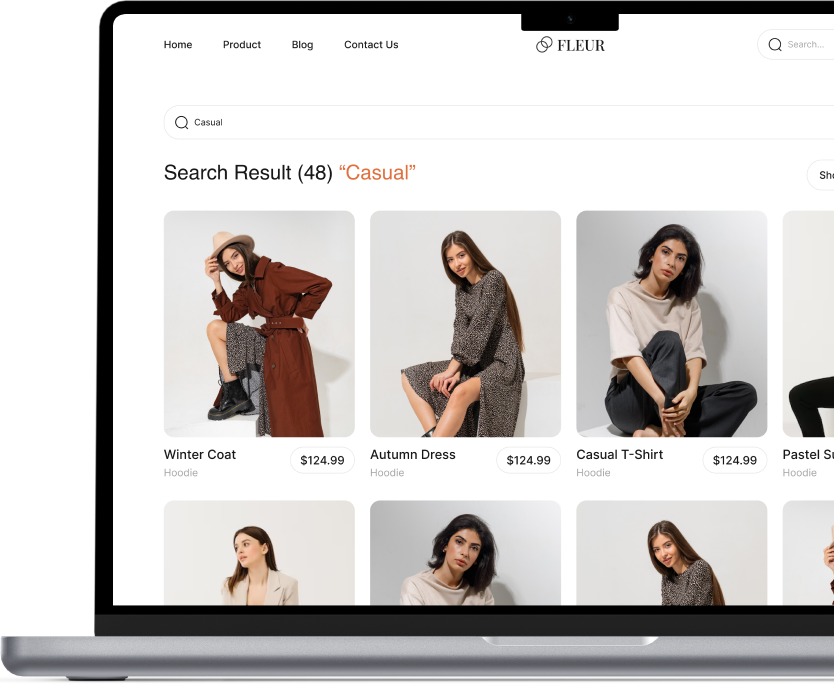 Home Product Blog Contact Us FLEUR Search...
Casual
Search Result (48) “Casual”
Sho
Winter Coat $124.99 Autumn Dress $124.99 Casual T-Shirt $124.99 Pastel Su
Hoodie Hoodie Hoodie Hoodie